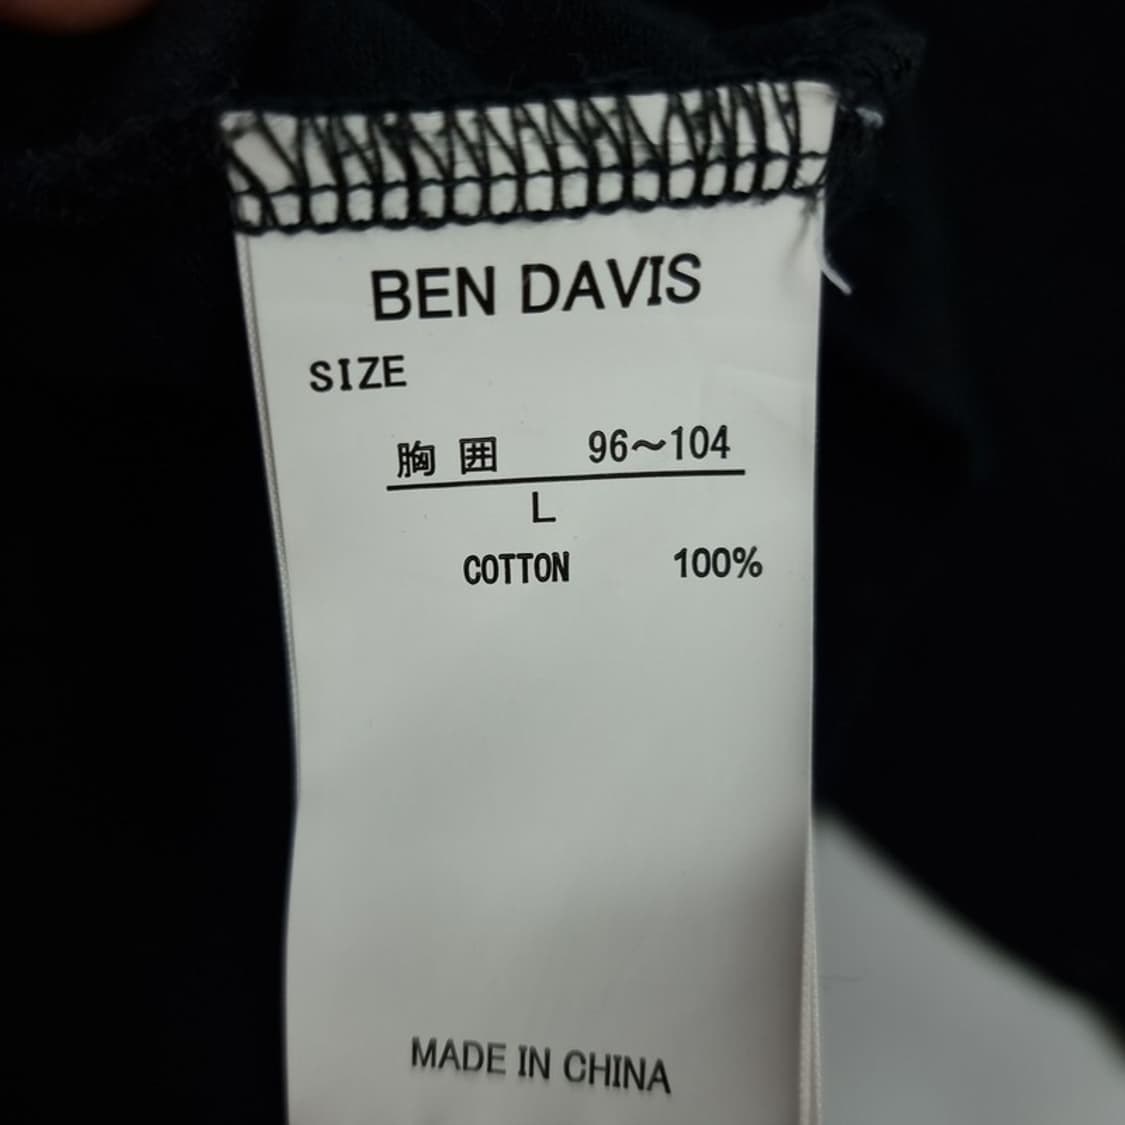 BEN DAVIS
SIZE
胸囲 96～104
L
COTTON 100%
MADE IN CHINA